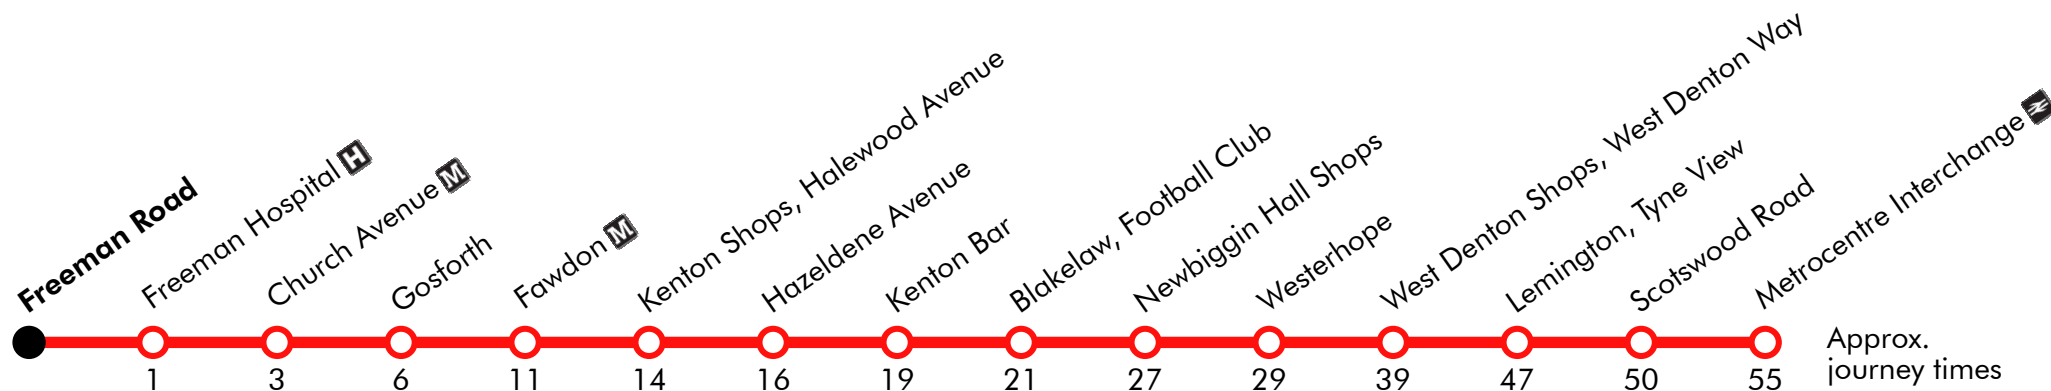 Freeman Road
Freeman Hospital H
Church Avenue M
Gosforth
Fawdon M
Kenton Shops, Halewood Avenue
Hazeldene Avenue
Kenton Bar
Blakelaw, Football Club
Newbiggin Hall Shops
Westerhope
West Denton Shops, West Denton Way
Lemington, Tyne View
Scotswood Road
Metrocentre Interchange
1 3 6 11 14 16 19 21 27 29 39 47 50 55
Approx.
journey times